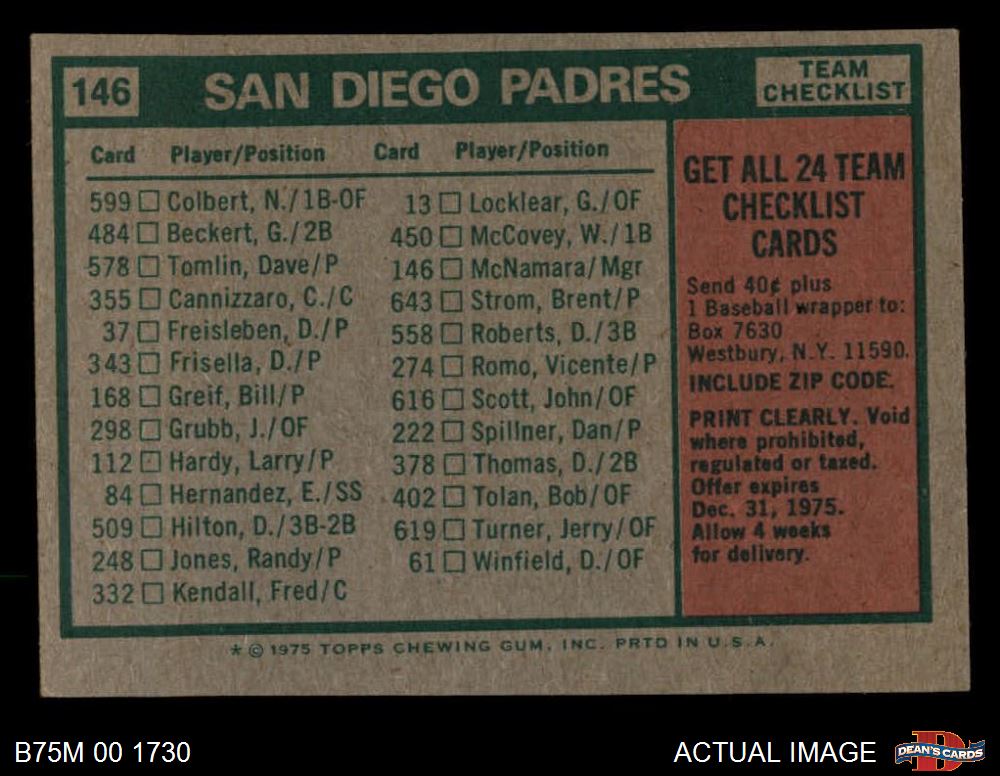 146 SAN DIEGO PADRES TEAM CHECKLIST
Card Player/Position Card Player/Position
599 Colbert, N./1B-OF
484 Beckert, G./2B
578 Tomlin, Dave/P
355 Cannizzaro, C./C
37 Freisleben, D./P
343 Frisella, D./P
168 Greif, Bill/P
298 Grubb, J./OF
112 Hardy, Larry/P
84 Hernandez, E./SS
509 Hilton, D./3B-2B
248 Jones, Randy/P
332 Kendall, Fred/C
13 Locklear, G./OF
450 McCovey, W./1B
146 McNamara/Mgr
643 Strom, Brent/P
558 Roberts, D./3B
274 Romo, Vicente/P
616 Scott, John/OF
222 Spillner, Dan/P
378 Thomas, D./2B
402 Tolan, Bob/OF
619 Turner, Jerry/OF
61 Winfield, D./OF
GET ALL 24 TEAM
CHECKLIST
CARDS
Send 40¢ plus
1 Baseball wrapper to:
Box 7630
Westbury, N.Y. 11590.
INCLUDE ZIP CODE.
PRINT CLEARLY. Void
where prohibited,
regulated or taxed.
Offer expires
Dec. 31, 1975.
Allow 4 weeks
for delivery.
* © 1975 TOPPS CHEWING GUM, INC. PRTD IN U.S.A.
B75M 00 1730
ACTUAL IMAGE
DEAN'S CARDS